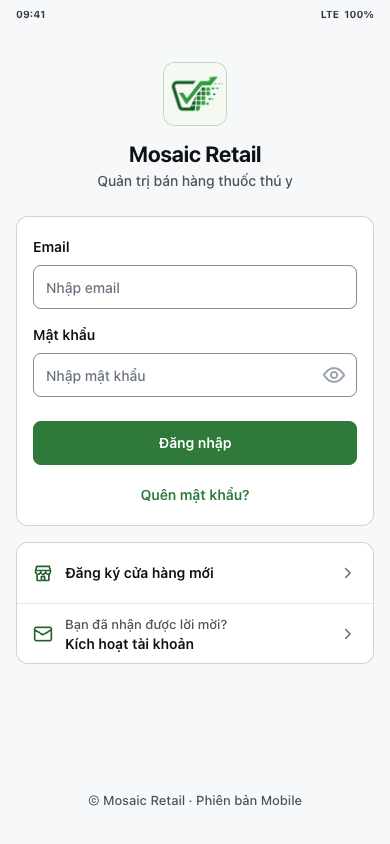 09:41
LTE 100%
Mosaic Retail
Quản trị bán hàng thuốc thú y
Email
Nhập email
Mật khẩu
Nhập mật khẩu
Đăng nhập
Quên mật khẩu?
Đăng ký cửa hàng mới
Bạn đã nhận được lời mời?
Kích hoạt tài khoản
© Mosaic Retail · Phiên bản Mobile